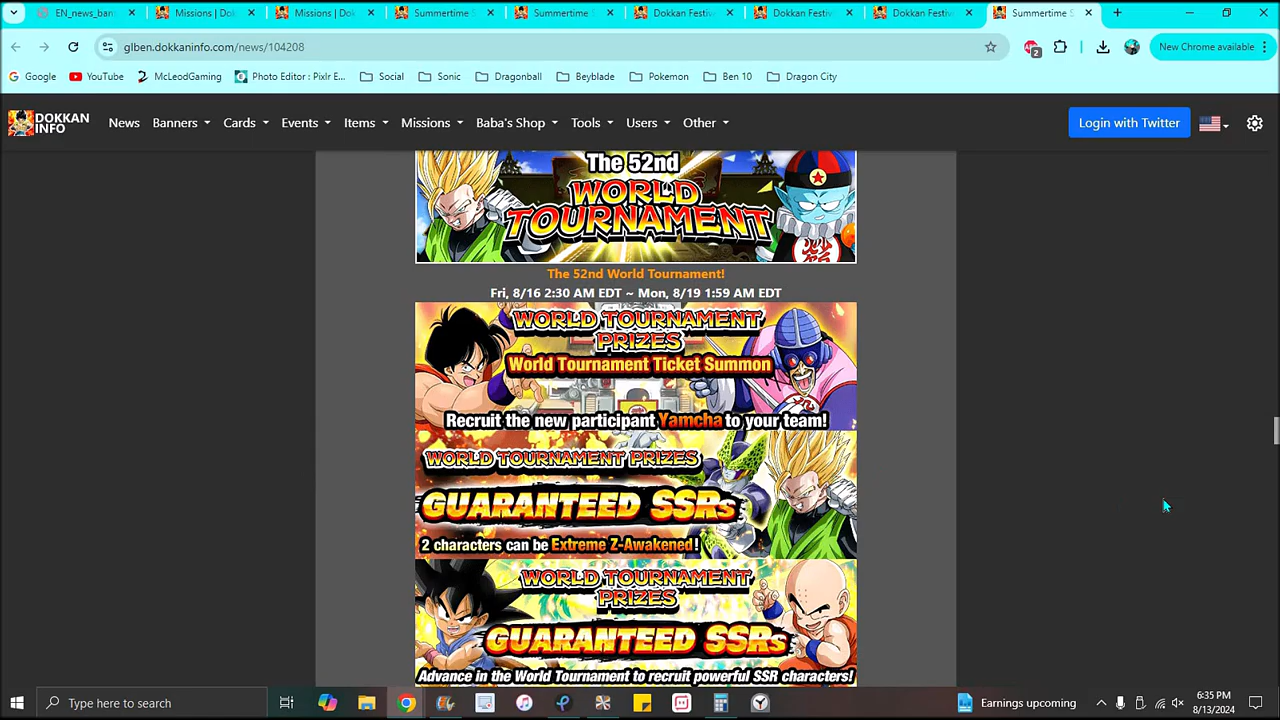 EN_news_ban
Missions | Dok
Missions | Dok
Summertime S
Summertime S
Dokkan Festiv
Dokkan Festiv
Dokkan Festiv
Summertime S
glben.dokkaninfo.com/news/104208
2
New Chrome available
Google
YouTube
McLeodGaming
Photo Editor : Pixlr E...
Social
Sonic
Dragonball
Beyblade
Pokemon
Ben 10
Dragon City
DOKKAN
INFO
News
Banners
Cards
Events
Items
Missions
Baba's Shop
Tools
Users
Other
Login with Twitter
The 52nd
WORLD
TOURNAMENT
The 52nd World Tournament!
Fri, 8/16 2:30 AM EDT ~ Mon, 8/19 1:59 AM EDT
WORLD TOURNAMENT
PRIZES
World Tournament Ticket Summon
Recruit the new participant Yamcha to your team!
WORLD TOURNAMENT PRIZES
GUARANTEED SSRs
2 characters can be Extreme Z-Awakened!
WORLD TOURNAMENT
PRIZES
GUARANTEED SSRs
Advance in the World Tournament to recruit powerful SSR characters!
Type here to search
Earnings upcoming
6:35 PM
8/13/2024